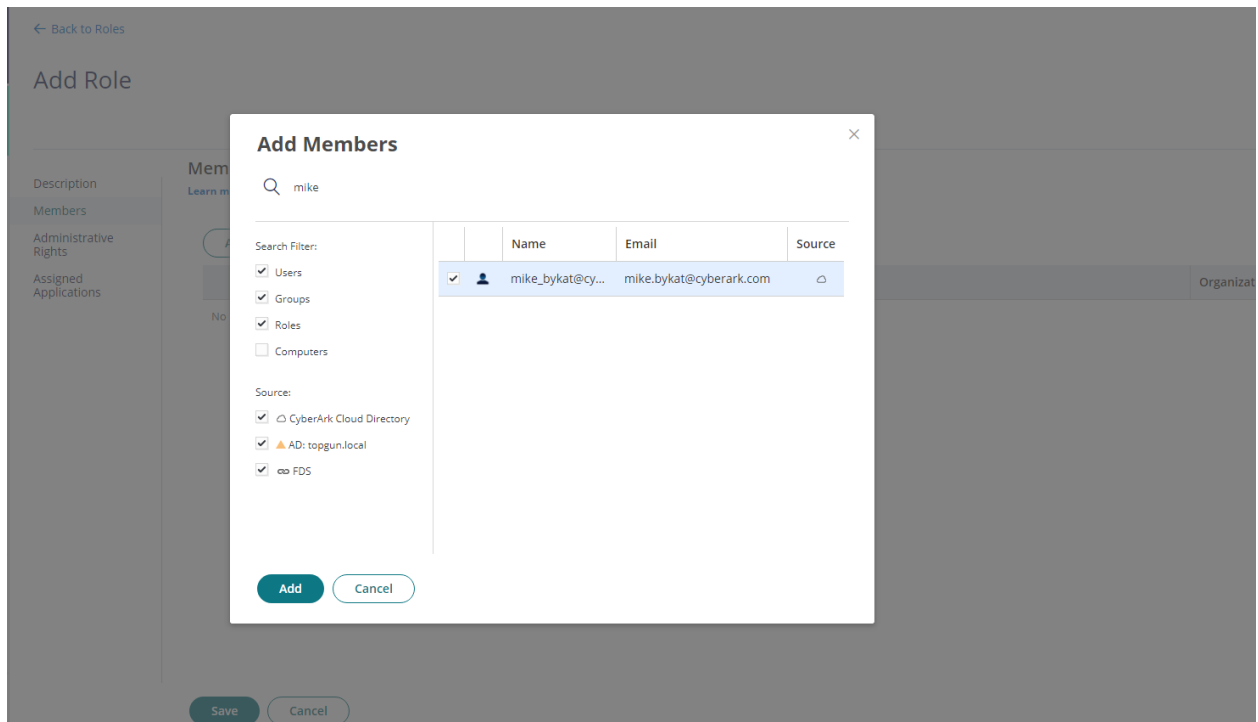 ← Back to Roles
Add Role
Description
Members
Administrative
Rights
Assigned
Applications
Mem
Learn m
A
No
Organizat
Add Members
mike
Search Filter:
Users
Groups
Roles
Computers
Source:
CyberArk Cloud Directory
AD: topgun.local
FDS
Name Email Source
mike_bykat@cy... mike.bykat@cyberark.com
Add Cancel
Save Cancel